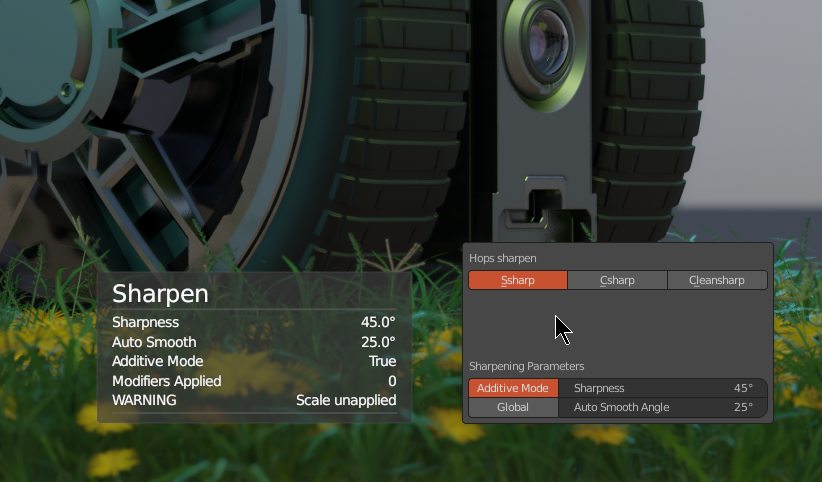 Sharpen
Sharpness 45.0°
Auto Smooth 25.0°
Additive Mode True
Modifiers Applied 0
WARNING Scale unapplied
Hops sharpen
Ssharp Csharp Cleansharp
Sharpening Parameters
Additive Mode Sharpness 45°
Global Auto Smooth Angle 25°